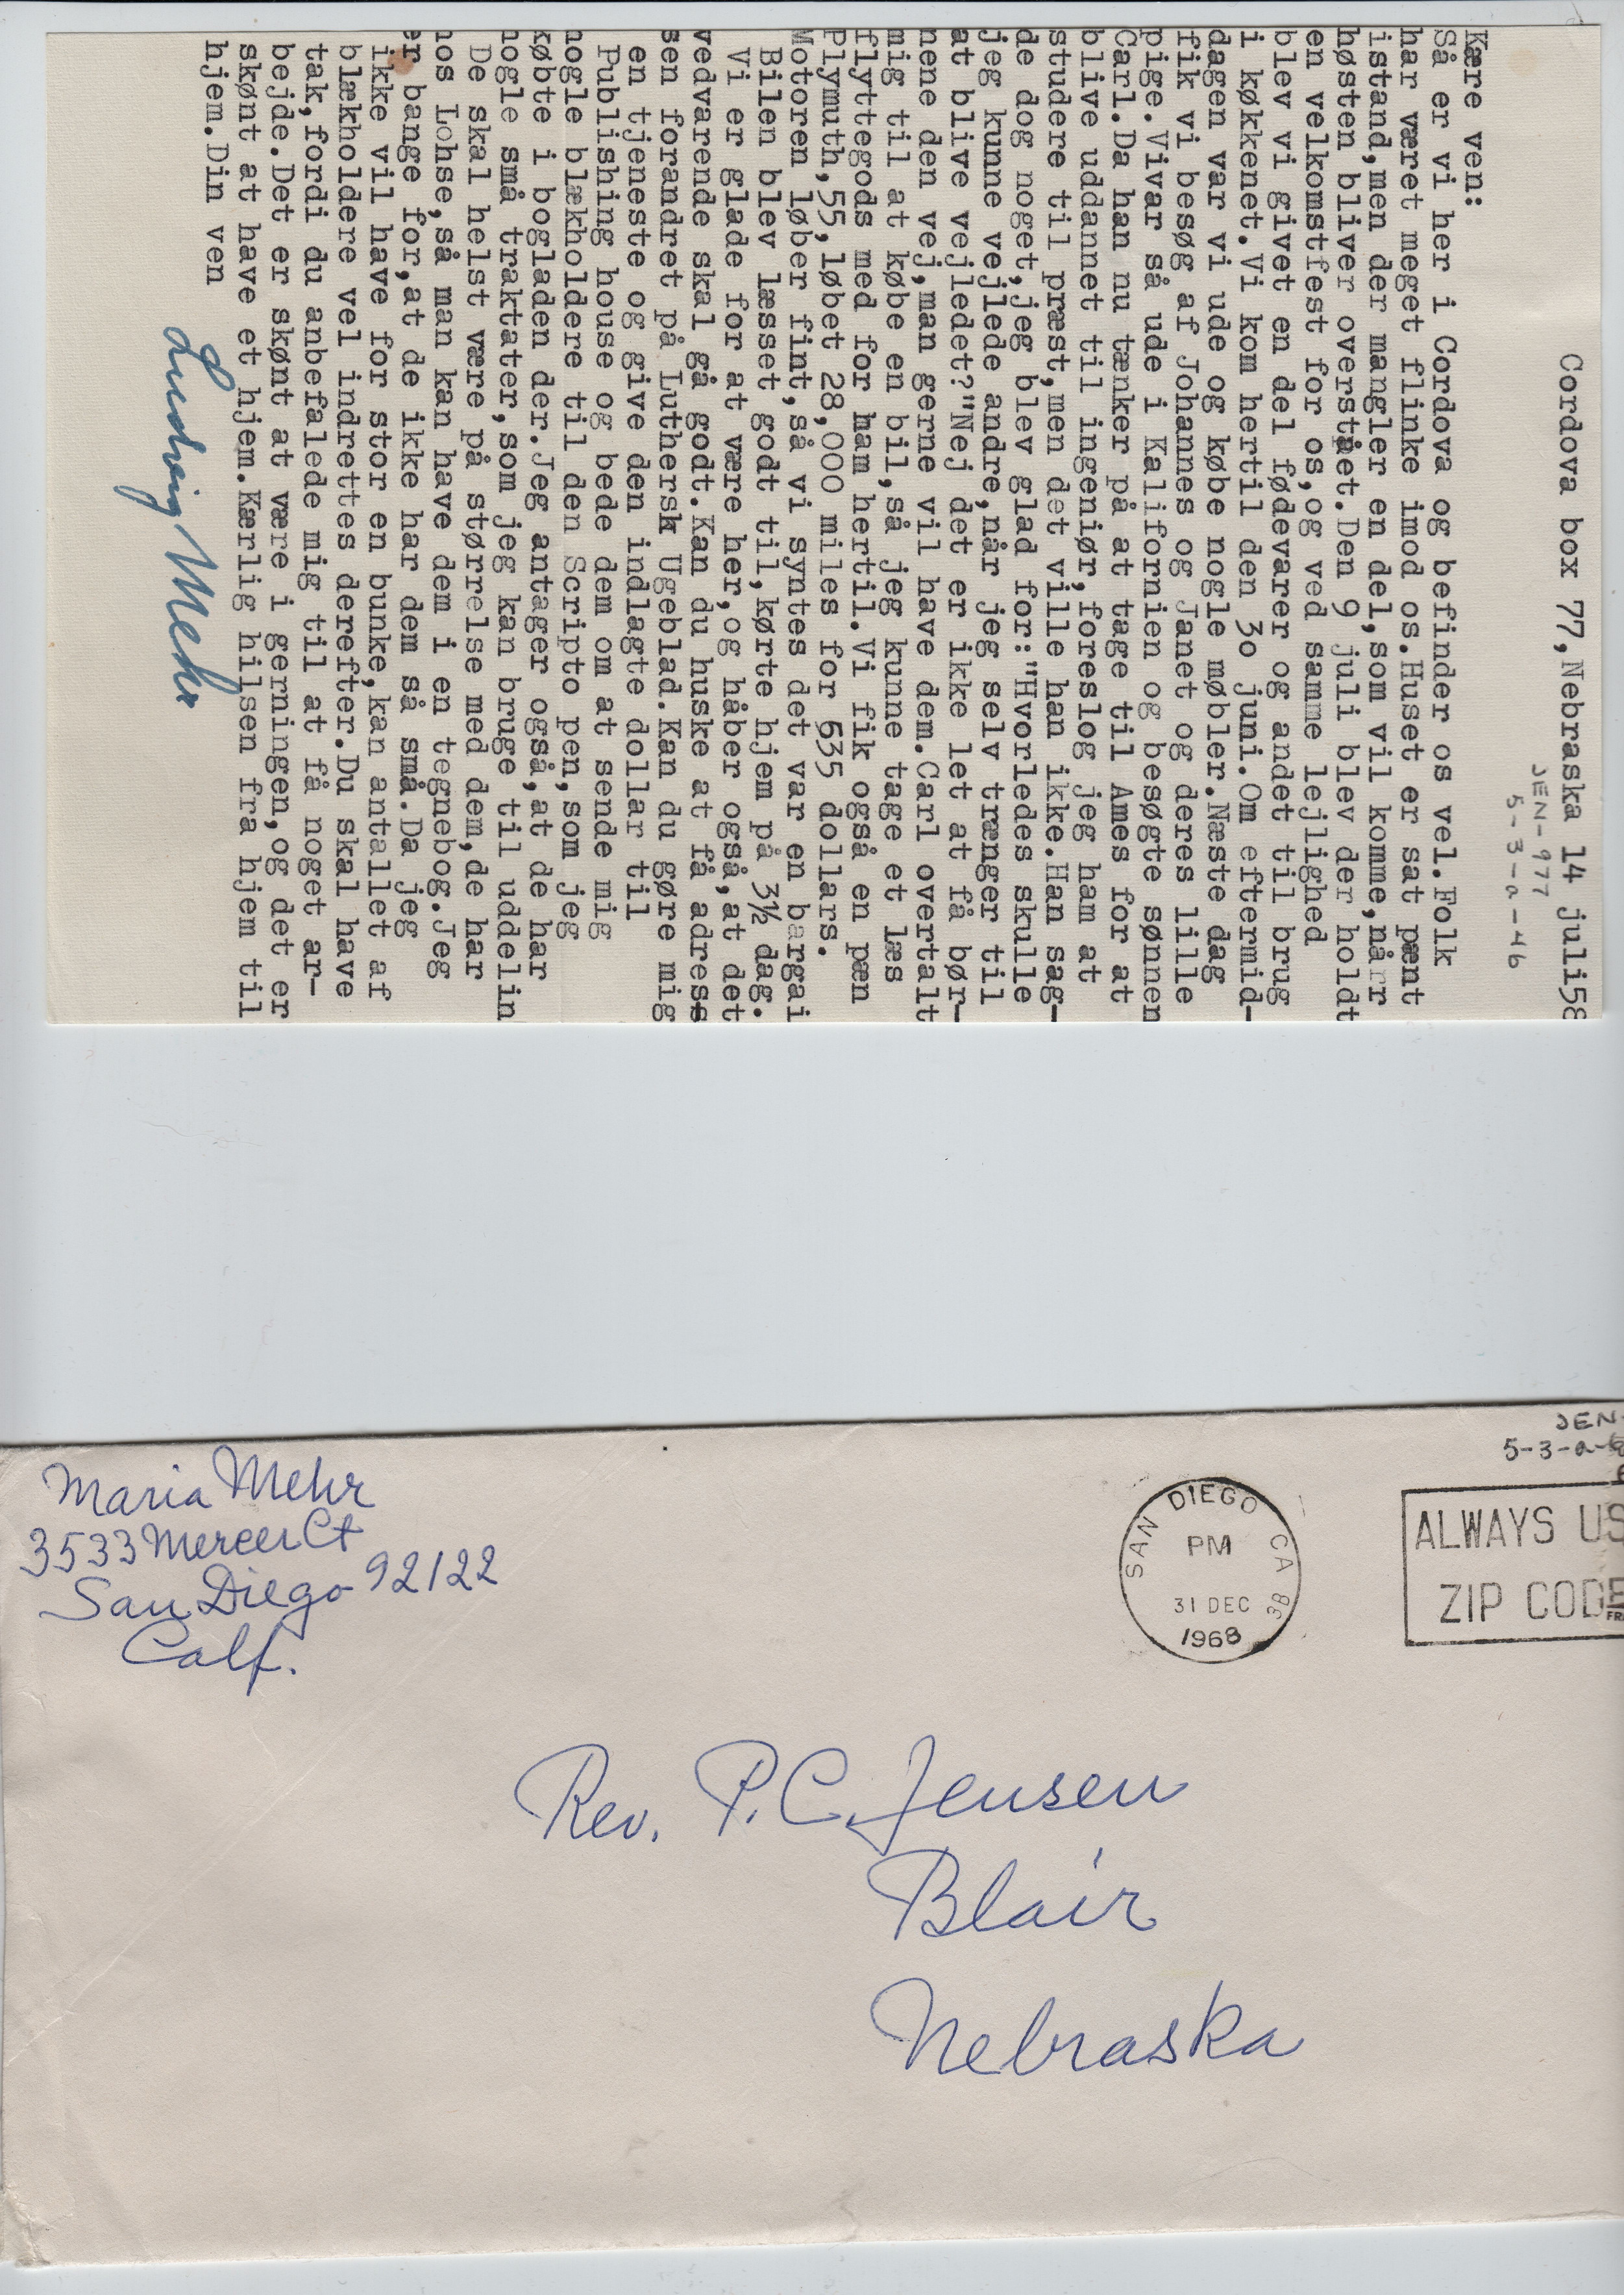 Cordova box 77,Nebraska 14 juli58
JEN-977
5-3-a-46
Kære ven:
Så er vi her i Cordova og befinder os vel.Folk
har været meget flinke imod os.Huset er sat pænt
istand,men der mangler en del,som vil komme,nårr
høsten bliver overstået.Den 9 juli blev der holdt
en velkomstfest for os,og ved samme lejlighed
blev vi givet en del fødevarer og andet til brug
i køkkenet.Vi kom hertil den 3o juni.Om eftermid-
dagen var vi ude og købe nogle møbler.Næste dag
fik vi besøg af Johannes og Janet og deres lille
pige.Vivar så ude i Kalifornien og besøgte sønnen
Carl.Da han nu tænker på at tage til Ames for at
blive uddannet til ingeniør,foreslog jeg ham at
studere til præst,men det ville han ikke.Han sag-
de dog noget,jeg blev glad for:"Hvorledes skulle
jeg kunne vejlede andre,når jeg selv trænger til
at blive vejledet?"Nej det er ikke let at få bør-
nene den vej,man gerne vil have dem.Carl overtalt
mig til at købe en bil,så jeg kunne tage et læs
flyttegods med for ham hertil.Vi fik også en pæn
Plymuth,55,løbet 28,000 miles for 535 dollars.
Motoren løber fint,så vi syntes det var en bargai
Bilen blev læsset godt til,kørte hjem på 3½ dag.
Vi er glade for at være her,og håber også,at det
vedvarende skal gå godt.Kan du huske at få adress
sen forandret på Luthersk Ugeblad.Kan du gøre mig
en tjeneste og give den indlagte dollar til
Publishing house og bede dem om at sende mig
nogle blækholdere til den Scripto pen,som jeg
købte i bogladen der.Jeg antager også,at de har
nogle små traktater,som jeg kan bruge til uddelin
De skal helst være på størrelse med dem,de har
hos Lohse,så man kan have dem i en tegnebog.Jeg
er bange for,at de ikke har dem så små.Da jeg
ikke vil have for stor en bunke,kan antallet af
blækholdere vel indrettes derefter.Du skal have
tak,fordi du anbefalede mig til at få noget ar-
bejde.Det er skønt at være i gerningen,og det er
skønt at have et hjem.Kærlig hilsen fra hjem til
hjem.Din ven
Ludvig Mehr
JEN-
5-3-a-
Maria Mehr
3533 Mercer Ct
San Diego 92122
Calf.
SAN DIEGO CA 38
PM
31 DEC
1968
ALWAYS US
ZIP CODE
Rev. P.C. Jensen
Blair
Nebraska